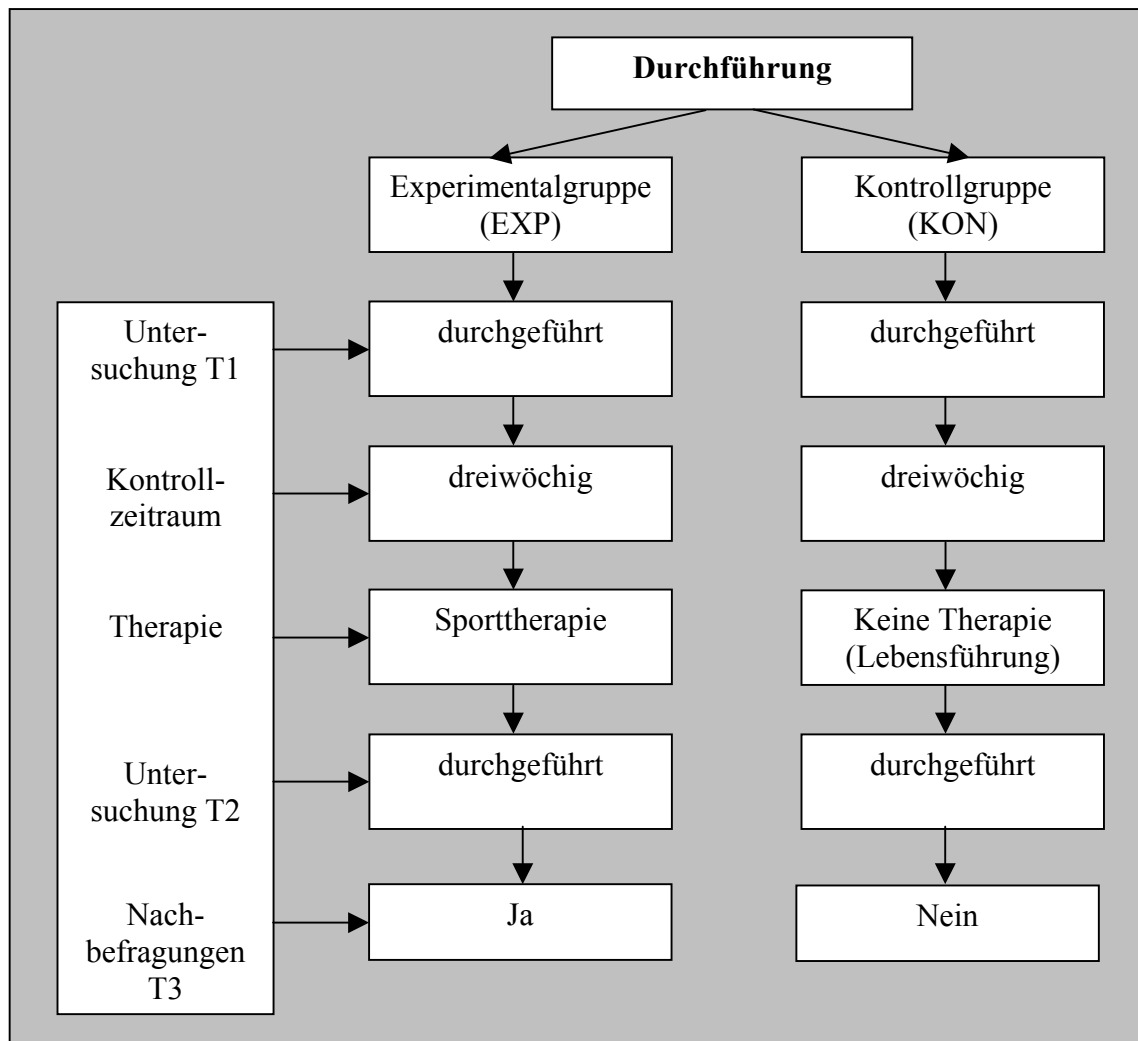 Durchführung
Experimentalgruppe
(EXP)
Kontrollgruppe
(KON)
Unter-
suchung T1
durchgeführt
durchgeführt
Kontroll-
zeitraum
dreiwöchig
dreiwöchig
Therapie
Sporttherapie
Keine Therapie
(Lebensführung)
Unter-
suchung T2
durchgeführt
durchgeführt
Nach-
befragungen
T3
Ja
Nein